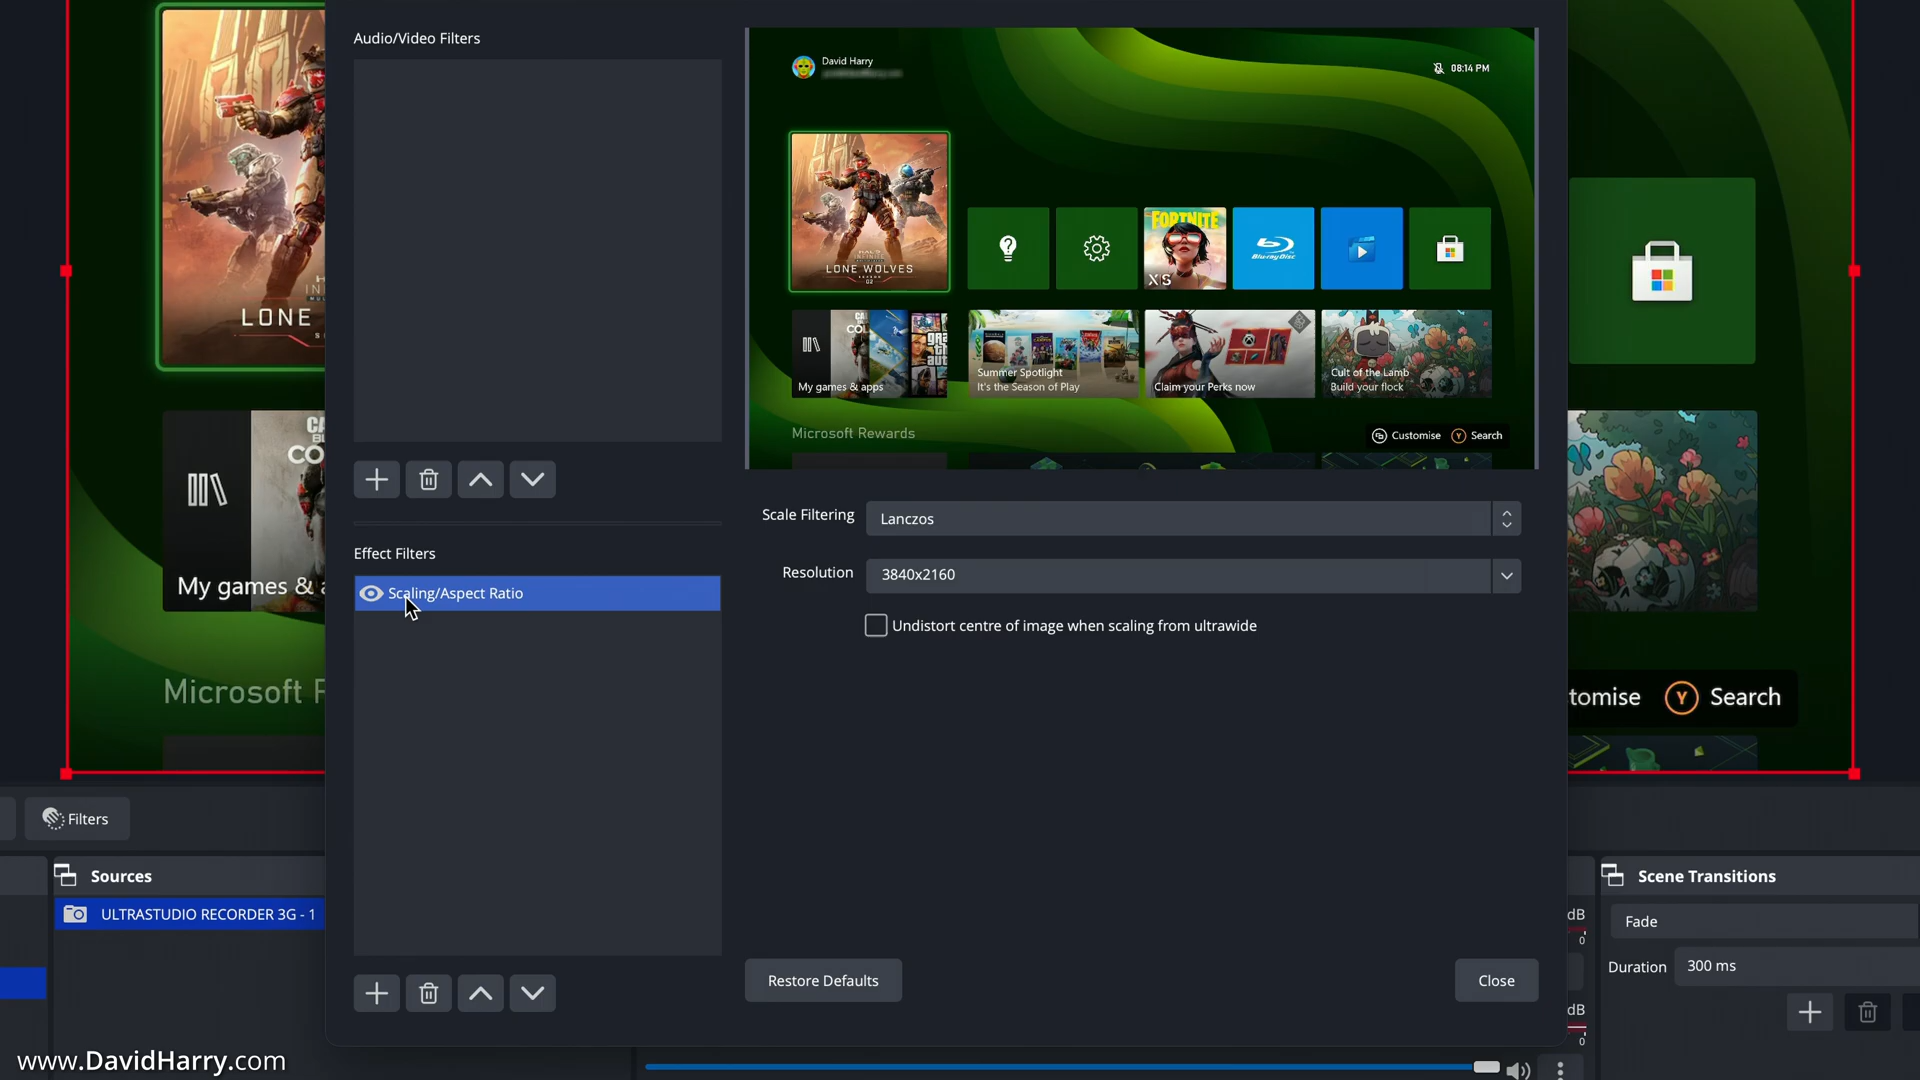 Audio/Video Filters
David Harry
08:14 PM
LONE WOLVES
FORTNITE
XS
Blu-ray Disc
LONE
My games & apps
Summer Spotlight
It's the Season of Play
Claim your Perks now
Cult of the Lamb
Build your flock
Microsoft Rewards
Customise
Y Search
Scale Filtering
Lanczos
Effect Filters
Resolution
3840x2160
My games &
Scaling/Aspect Ratio
Undistort centre of image when scaling from ultrawide
Microsoft
tomise
Y Search
Filters
Sources
Scene Transitions
ULTRASTUDIO RECORDER 3G - 1
dB
0
Fade
Duration
300 ms
Restore Defaults
Close
dB
0
www.DavidHarry.com